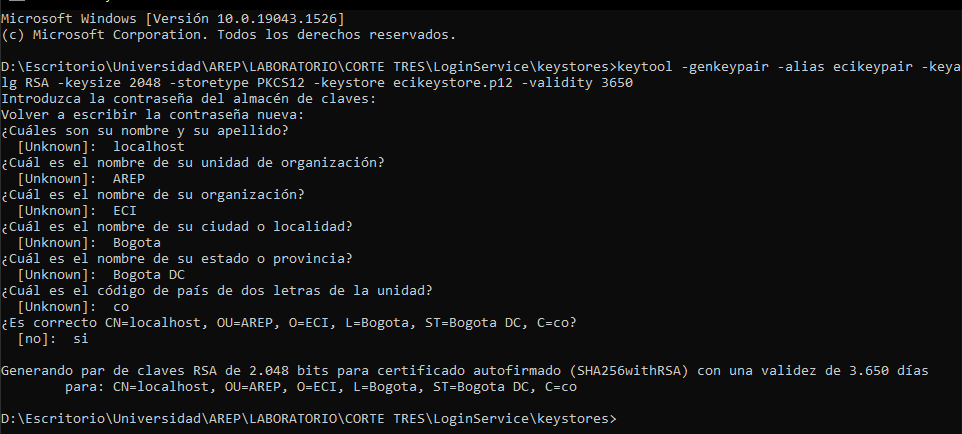 Microsoft Windows [Versión 10.0.19043.1526]
(c) Microsoft Corporation. Todos los derechos reservados.
D:\Escritorio\Universidad\AREP\LABORATORIO\CORTE TRES\LoginService\keystores>keytool -genkeypair -alias ecikeypair -keya
lg RSA -keysize 2048 -storetype PKCS12 -keystore ecikeystore.p12 -validity 3650
Introduzca la contraseña del almacén de claves:
Volver a escribir la contraseña nueva:
¿Cuáles son su nombre y su apellido?
  [Unknown]:  localhost
¿Cuál es el nombre de su unidad de organización?
  [Unknown]:  AREP
¿Cuál es el nombre de su organización?
  [Unknown]:  ECI
¿Cuál es el nombre de su ciudad o localidad?
  [Unknown]:  Bogota
¿Cuál es el nombre de su estado o provincia?
  [Unknown]:  Bogota DC
¿Cuál es el código de país de dos letras de la unidad?
  [Unknown]:  co
¿Es correcto CN=localhost, OU=AREP, O=ECI, L=Bogota, ST=Bogota DC, C=co?
  [no]:  si
Generando par de claves RSA de 2.048 bits para certificado autofirmado (SHA256withRSA) con una validez de 3.650 días
        para: CN=localhost, OU=AREP, O=ECI, L=Bogota, ST=Bogota DC, C=co
D:\Escritorio\Universidad\AREP\LABORATORIO\CORTE TRES\LoginService\keystores>